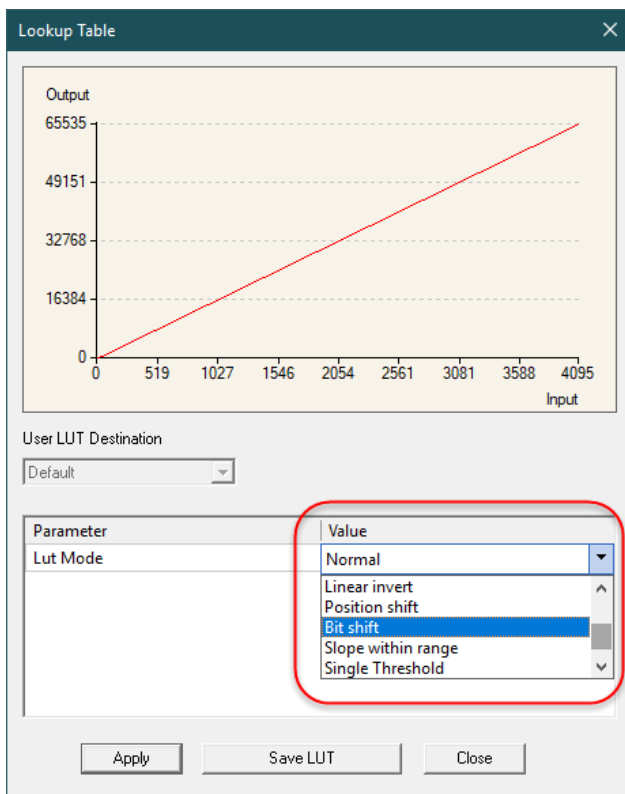 Lookup Table
Output
65535
49151
32768
16384
0
0 519 1027 1546 2054 2561 3081 3588 4095
Input
User LUT Destination
Default
Parameter Value
Lut Mode Normal
Linear invert
Position shift
Bit shift
Slope within range
Single Threshold
Apply Save LUT Close